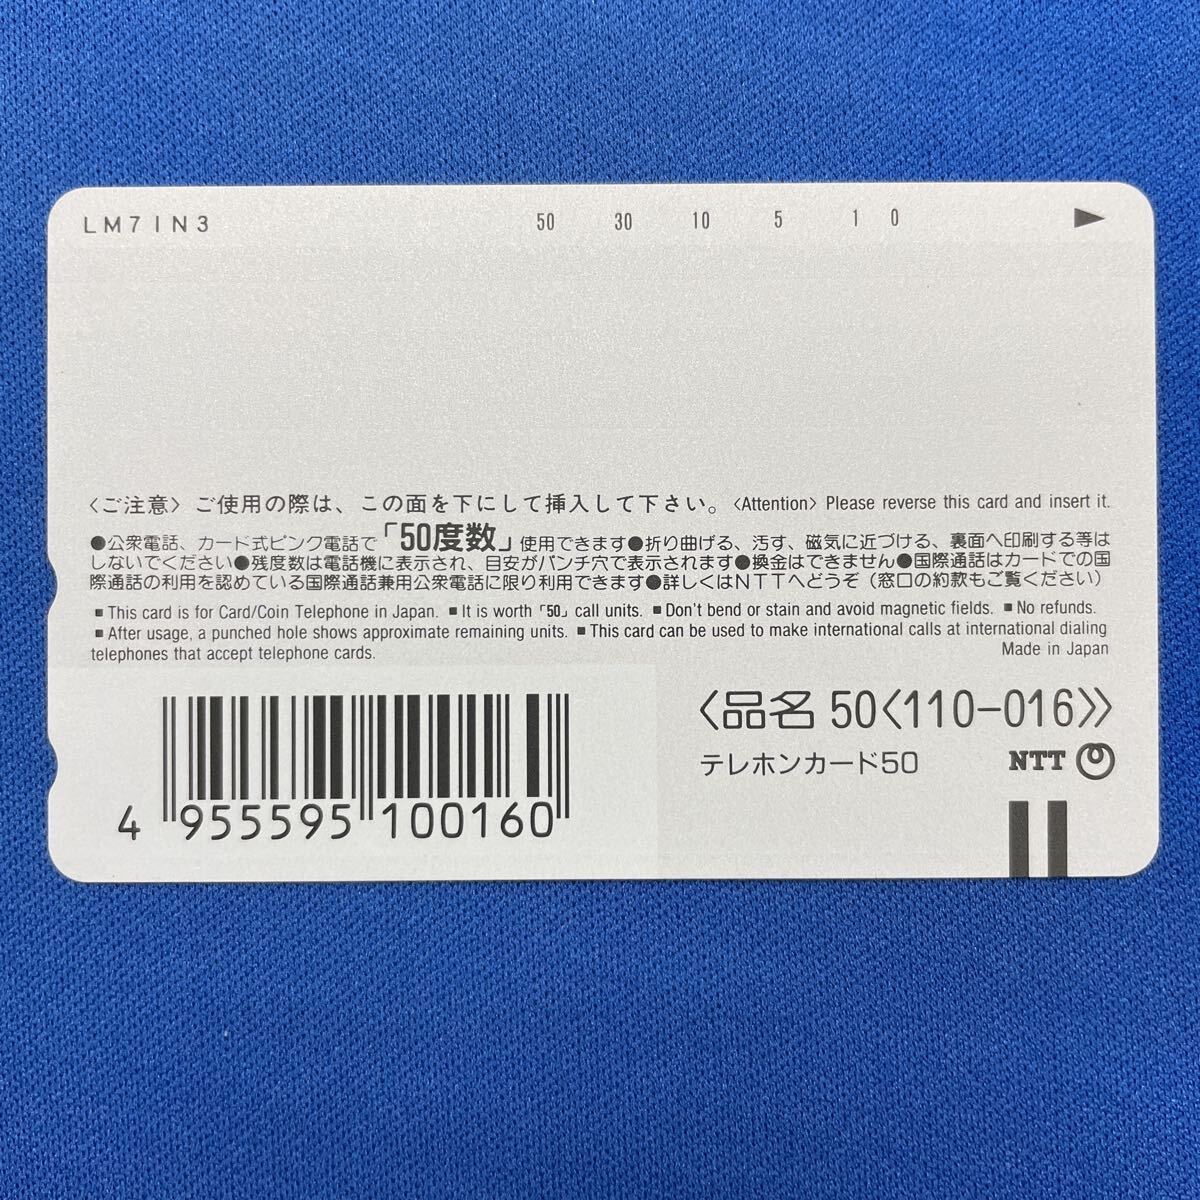 LM7IN3 50 30 10 5 1 0 ▶
〈ご注意〉ご使用の際は、この面を下にして挿入して下さい。〈Attention〉Please reverse this card and insert it.
●公衆電話、カード式ピンク電話で「50度数」使用できます●折り曲げる、汚す、磁気に近づける、裏面へ印刷する等は
しないでください●残度数は電話機に表示され、目安がパンチ穴で表示されます●換金はできません●国際通話はカードでの国
際通話の利用を認めている国際通話兼用公衆電話に限り利用できます●詳しくはNTTへどうぞ(窓口の約款もご覧ください)
■This card is for Card/Coin Telephone in Japan. ■It is worth「50」call units. ■Don't bend or stain and avoid magnetic fields. ■No refunds.
■After usage, a punched hole shows approximate remaining units. ■This card can be used to make international calls at international dialing
telephones that accept telephone cards. Made in Japan
〈品名 50〈110-016〉〉
テレホンカード50 NTT
4 955595 100160